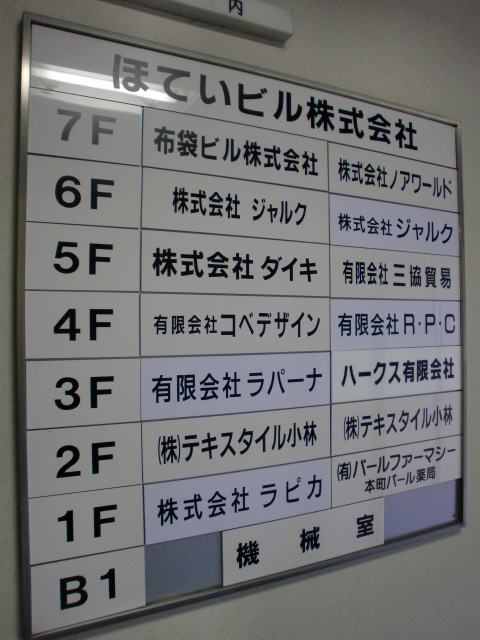 内
ほていビル株式会社
7F 布袋ビル株式会社 株式会社ノアワールド
6F 株式会社 ジャルク 株式会社 ジャルク
5F 株式会社 ダイキ 有限会社 三協貿易
4F 有限会社コベデザイン 有限会社 R・P・C
3F 有限会社 ラパーナ ハークス有限会社
2F (株)テキスタイル小林 (株)テキスタイル小林
1F 株式会社 ラピカ (有)パールファーマシー
本町パール薬局
B1 機械室